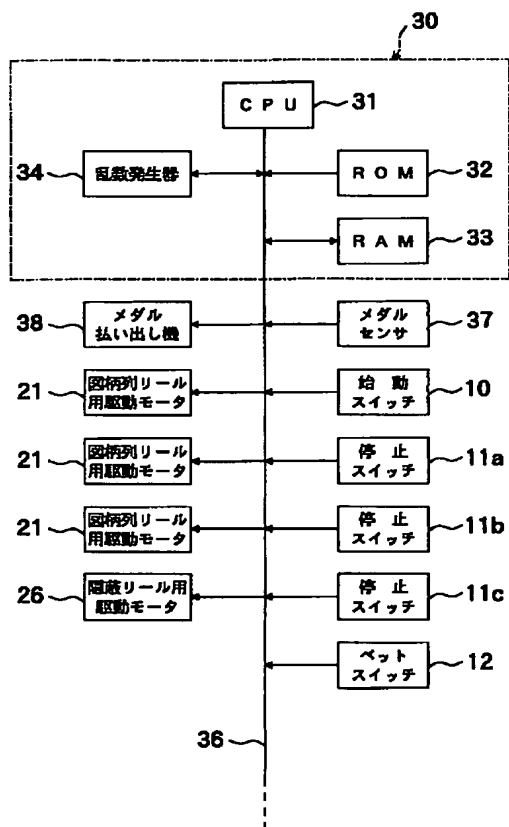 30
CPU
31
34
乱数発生器
ROM
32
RAM
33
38
メダル
払い出し機
メダル
センサ
37
21
図柄列リール
用駆動モータ
始動
スイッチ
10
21
図柄列リール
用駆動モータ
停止
スイッチ
11a
21
図柄列リール
用駆動モータ
停止
スイッチ
11b
26
隠蔽リール用
駆動モータ
停止
スイッチ
11c
ベット
スイッチ
12
36